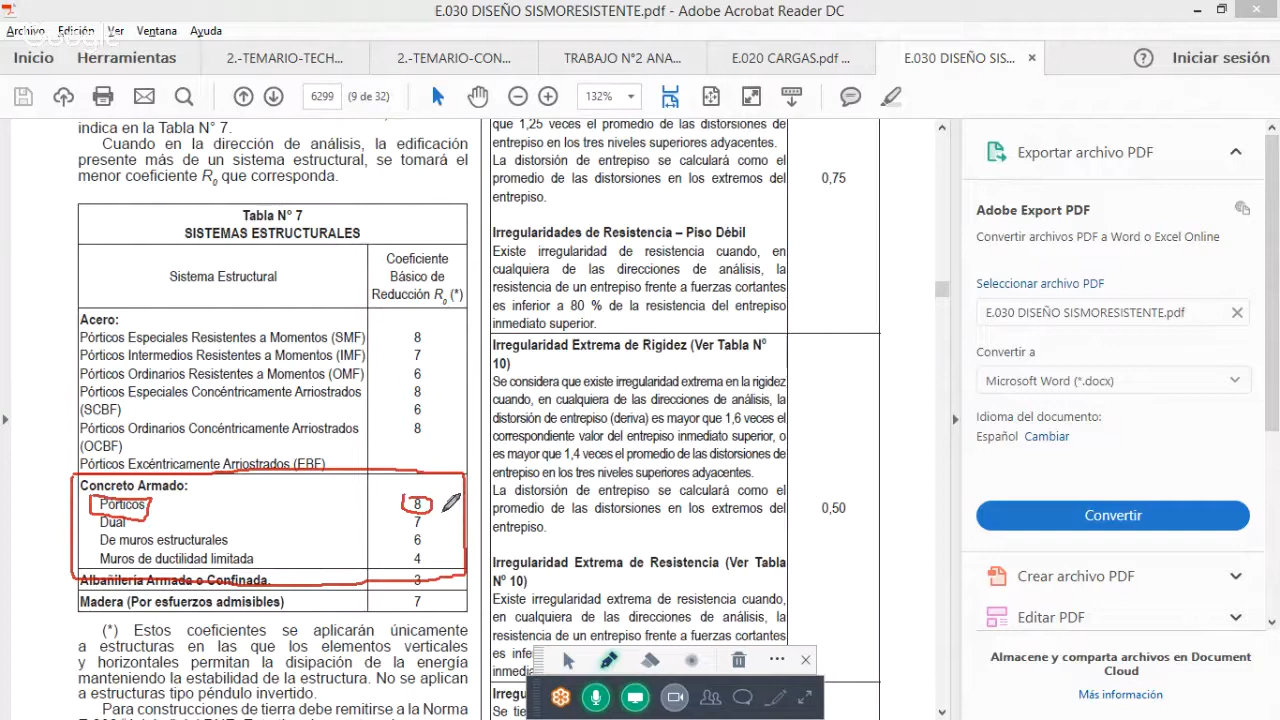 E.030 DISEÑO SISMORESISTENTE.pdf - Adobe Acrobat Reader DC
Archivo Edición Ver Ventana Ayuda
Google
Inicio Herramientas 2.-TEMARIO-TECH... 2.-TEMARIO-CON... TRABAJO N°2 ANA... E.020 CARGAS.pdf ... E.030 DISEÑO SIS... Iniciar sesión
6299 (9 de 32) 132%
indica en la Tabla N° 7.
Cuando en la dirección de análisis, la edificación
presente más de un sistema estructural, se tomará el
menor coeficiente R0 que corresponda.
Tabla N° 7
SISTEMAS ESTRUCTURALES
Sistema Estructural
Coeficiente
Básico de
Reducción R0 (*)
Acero:
Pórticos Especiales Resistentes a Momentos (SMF) 8
Pórticos Intermedios Resistentes a Momentos (IMF) 7
Pórticos Ordinarios Resistentes a Momentos (OMF) 6
Pórticos Especiales Concéntricamente Arriostrados 8
(SCBF) 6
Pórticos Ordinarios Concéntricamente Arriostrados 8
(OCBF)
Pórticos Excéntricamente Arriostrados (EBF)
Concreto Armado:
Pórticos 8
Dual 7
De muros estructurales 6
Muros de ductilidad limitada 4
Albañilería Armada o Confinada. 3
Madera (Por esfuerzos admisibles) 7
(*) Estos coeficientes se aplicarán únicamente
a estructuras en las que los elementos verticales
y horizontales permitan la disipación de la energía
manteniendo la estabilidad de la estructura. No se aplican
a estructuras tipo péndulo invertido.
Para construcciones de tierra debe remitirse a la Norma
que 1,25 veces el promedio de las distorsiones de
entrepiso en los tres niveles superiores adyacentes.
La distorsión de entrepiso se calculará como el
promedio de las distorsiones en los extremos del
entrepiso.
0,75
Irregularidades de Resistencia – Piso Débil
Existe irregularidad de resistencia cuando, en
cualquiera de las direcciones de análisis, la
resistencia de un entrepiso frente a fuerzas cortantes
es inferior a 80 % de la resistencia del entrepiso
inmediato superior.
Irregularidad Extrema de Rigidez (Ver Tabla Nº
10)
Se considera que existe irregularidad extrema en la rigidez
cuando, en cualquiera de las direcciones de análisis, la
distorsión de entrepiso (deriva) es mayor que 1,6 veces el
correspondiente valor del entrepiso inmediato superior, o
es mayor que 1,4 veces el promedio de las distorsiones de
entrepiso en los tres niveles superiores adyacentes.
La distorsión de entrepiso se calculará como el
promedio de las distorsiones en los extremos del
entrepiso.
0,50
Irregularidad Extrema de Resistencia (Ver Tabla
Nº 10)
Existe irregularidad extrema de resistencia cuando,
en cualquiera de las direcciones de análisis, la
resistencia de un entrepiso frente a fuerzas cortantes
es infe
inmedia
Irreg
Se tie
Exportar archivo PDF
Adobe Export PDF
Convertir archivos PDF a Word o Excel Online
Seleccionar archivo PDF
E.030 DISEÑO SISMORESISTENTE.pdf
Convertir a
Microsoft Word (*.docx)
Idioma del documento:
Español Cambiar
Convertir
Crear archivo PDF
Editar PDF
Almacene y comparta archivos en Document
Cloud
Más información